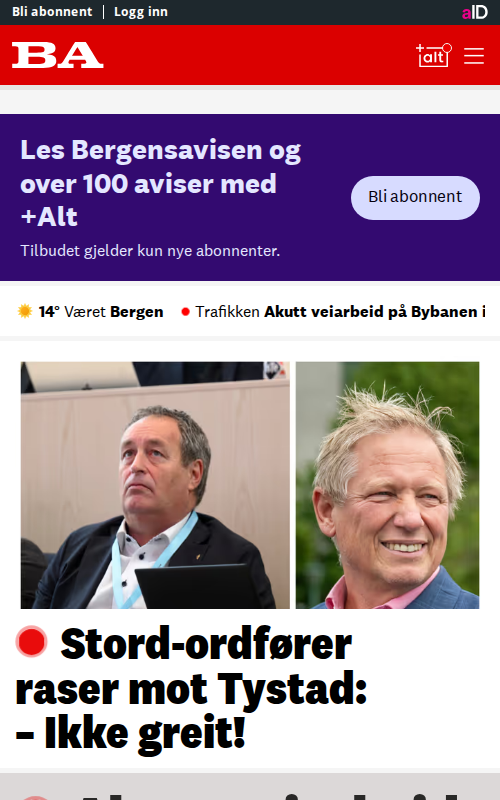 Bli abonnent | Logg inn
aID
BA
+alt
Les Bergensavisen og
over 100 aviser med
+Alt
Bli abonnent
Tilbudet gjelder kun nye abonnenter.
14° Været Bergen
Trafikken Akutt veiarbeid på Bybanen i
Stord-ordfører
raser mot Tystad:
– Ikke greit!